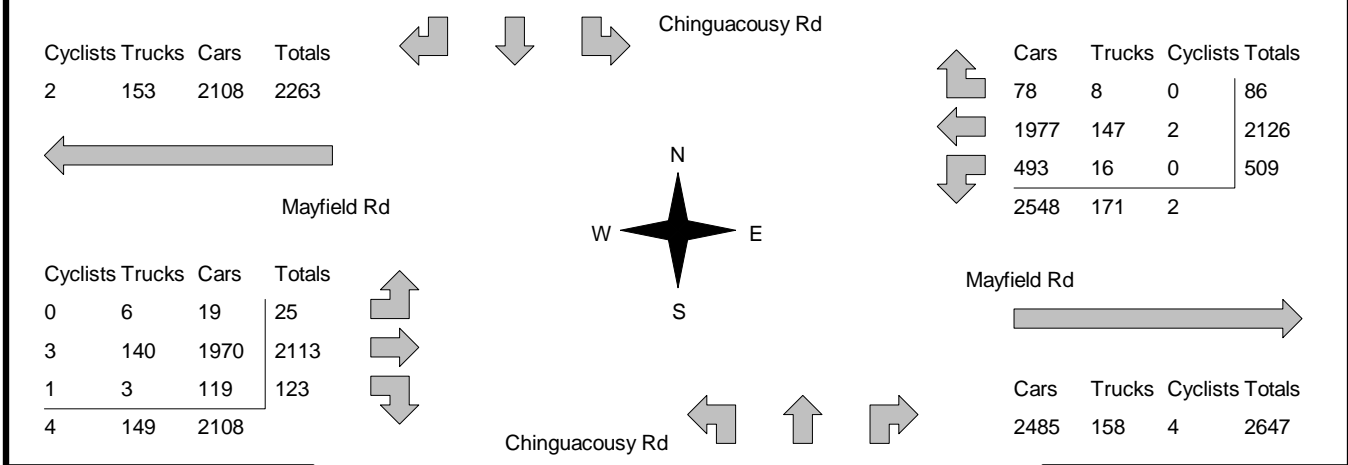 Chinguacousy Rd
Cyclists Trucks Cars Totals
2 153 2108 2263
Mayfield Rd
Cars Trucks Cyclists Totals
78 8 0 86
1977 147 2 2126
493 16 0 509
2548 171 2
N
W E
S
Cyclists Trucks Cars Totals
0 6 19 25
3 140 1970 2113
1 3 119 123
4 149 2108
Mayfield Rd
Cars Trucks Cyclists Totals
2485 158 4 2647
Chinguacousy Rd